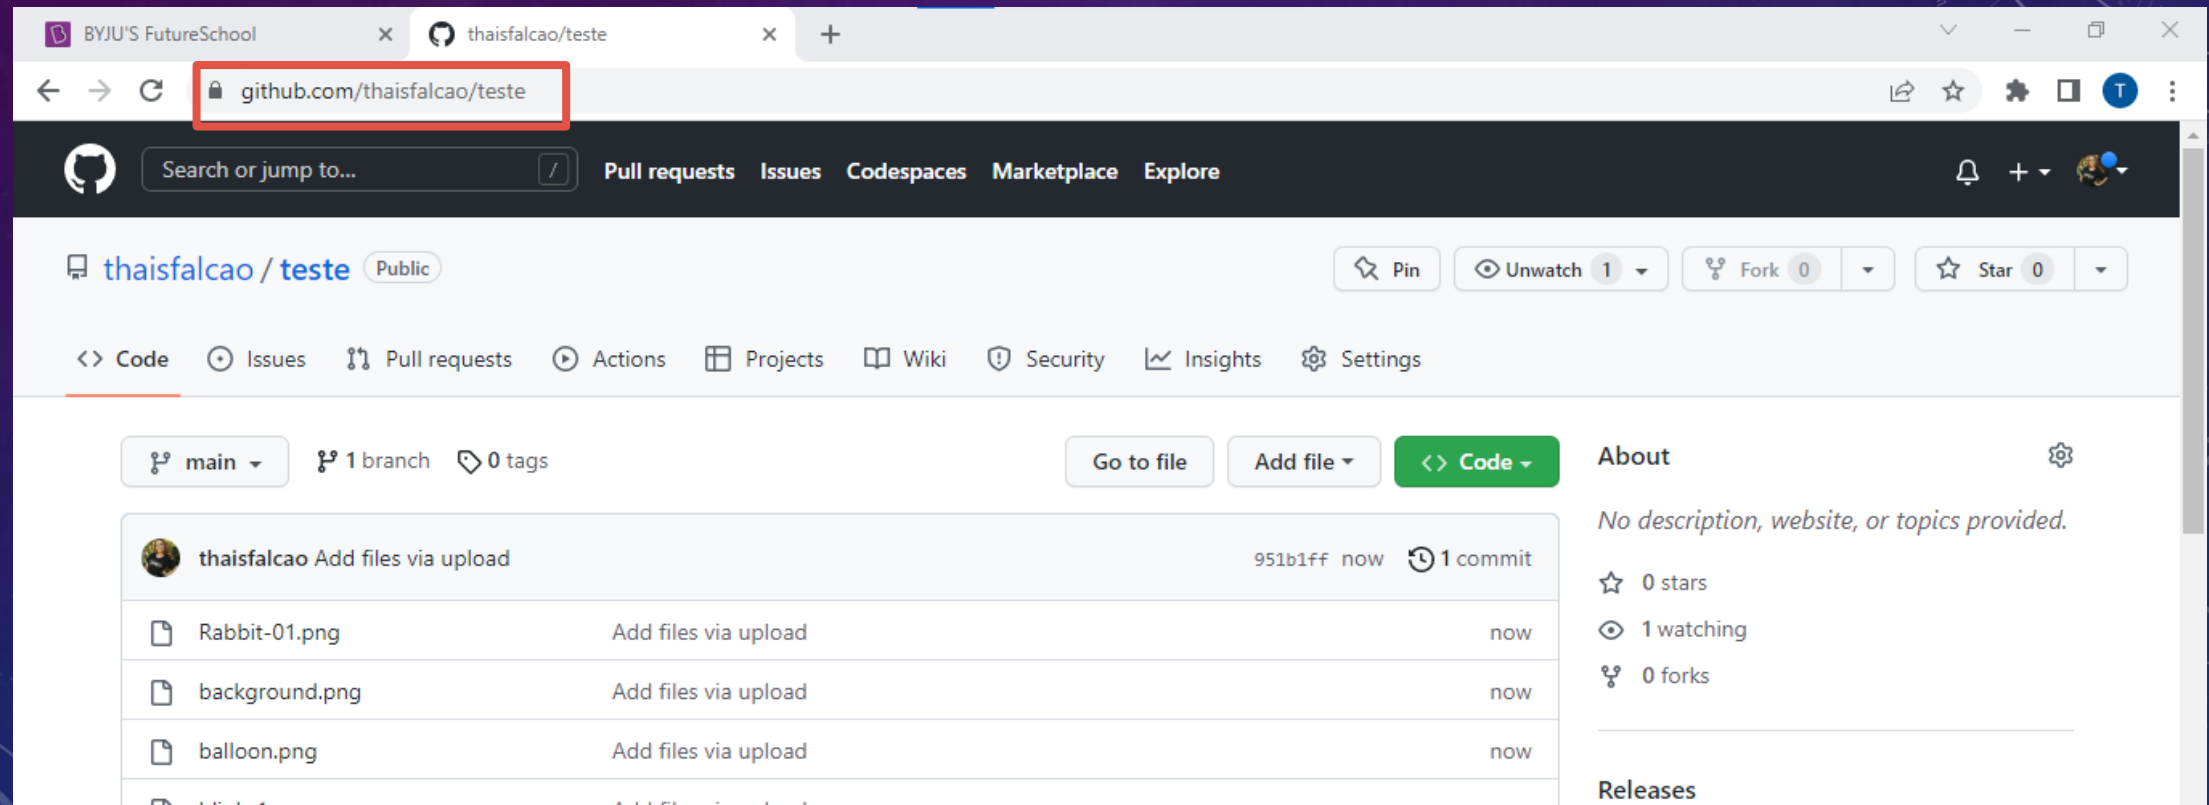 BYJU'S FutureSchool
thaisfalcao/teste
github.com/thaisfalcao/teste
T
Search or jump to... /
Pull requests Issues Codespaces Marketplace Explore
thaisfalcao / teste Public
Pin Unwatch 1 Fork 0 Star 0
Code Issues Pull requests Actions Projects Wiki Security Insights Settings
main 1 branch 0 tags Go to file Add file Code
About
No description, website, or topics provided.
thaisfalcao Add files via upload 951b1ff now 1 commit
0 stars
Rabbit-01.png Add files via upload now
1 watching
0 forks
background.png Add files via upload now
balloon.png Add files via upload now
Releases